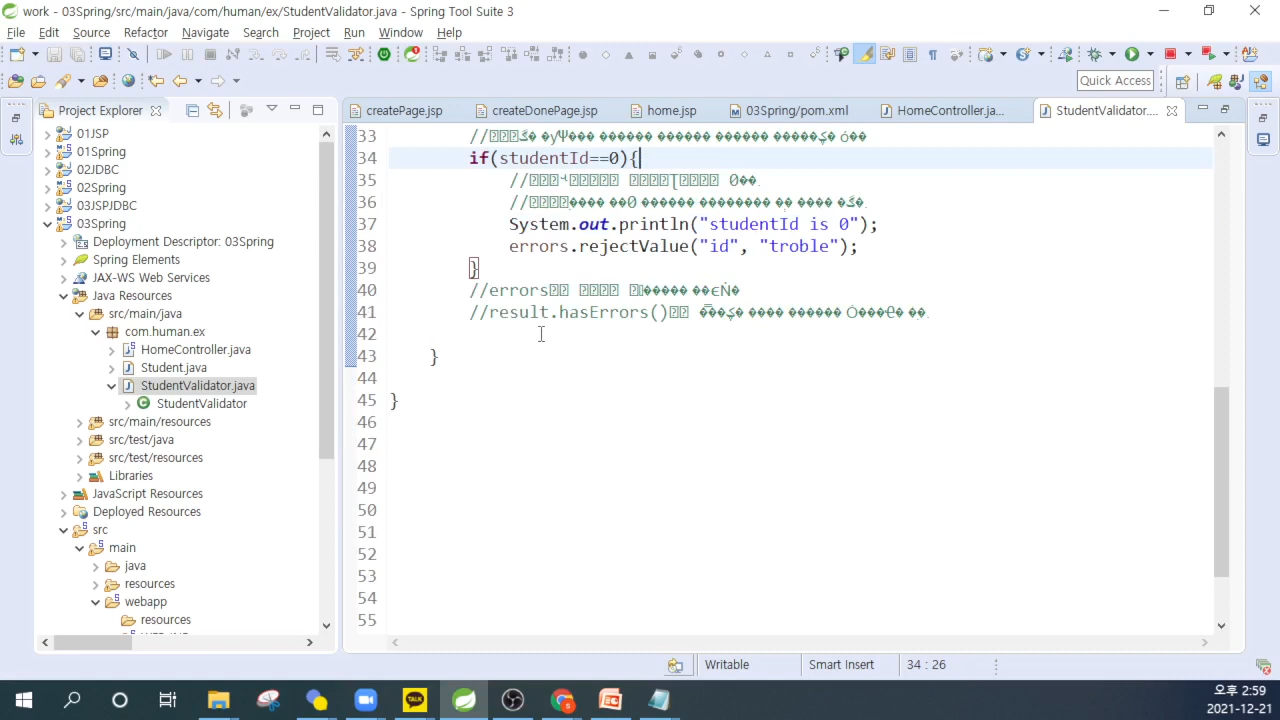 work - 03Spring/src/main/java/com/human/ex/StudentValidator.java - Spring Tool Suite 3
File Edit Source Refactor Navigate Search Project Run Window Help
Quick Access
Project Explorer
createPage.jsp createDonePage.jsp home.jsp 03Spring/pom.xml HomeController.ja... StudentValidator....
01JSP
01Spring
02JDBC
02Spring
03JSPJDBC
03Spring
Deployment Descriptor: 03Spring
Spring Elements
JAX-WS Web Services
Java Resources
src/main/java
com.human.ex
HomeController.java
Student.java
StudentValidator.java
StudentValidator
src/main/resources
src/test/java
src/test/resources
Libraries
JavaScript Resources
Deployed Resources
src
main
java
resources
webapp
resources
33 //
34 if(studentId==0){
35 //
36 //
37 System.out.println("studentId is 0");
38 errors.rejectValue("id", "troble");
39 }
40 //errors
41 //result.hasErrors()
42
43 }
44
45 }
46
47
48
49
50
51
52
53
54
55
Writable Smart Insert 34 : 26
TALK
오후 2:59
2021-12-21